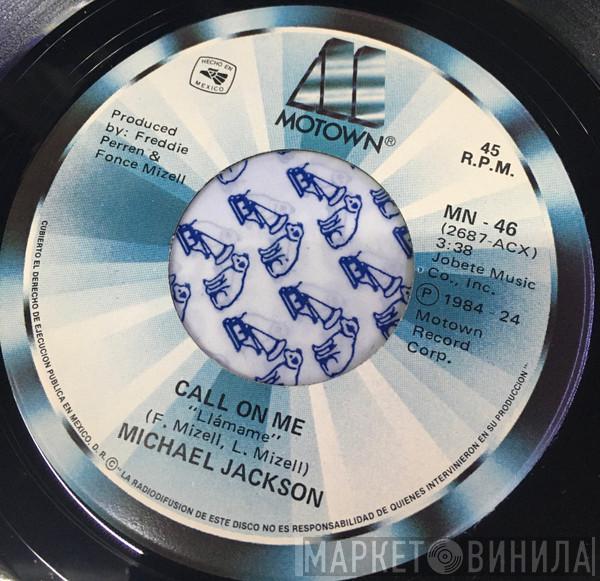 HECHO EN
MEXICO
MOTOWN®
Produced
by: Freddie
Perren &
Fonce Mizell
45
R.P.M.
MN - 46
(2687-ACX)
3:38
Jobete Music
Co., Inc.
Ⓟ 1984 - 24
Motown
Record
Corp.
CALL ON ME
"Llámame"
(F. Mizell, L. Mizell)
MICHAEL JACKSON
CUBIERTO EL DERECHO DE EJECUCION PUBLICA EN MEXICO, D. R. © "LA RADIODIFUSION DE ESTE DISCO NO ES RESPONSABILIDAD DE QUIENES INTERVINIERON EN SU PRODUCCION"
МАРКЕТ ВИНИЛА